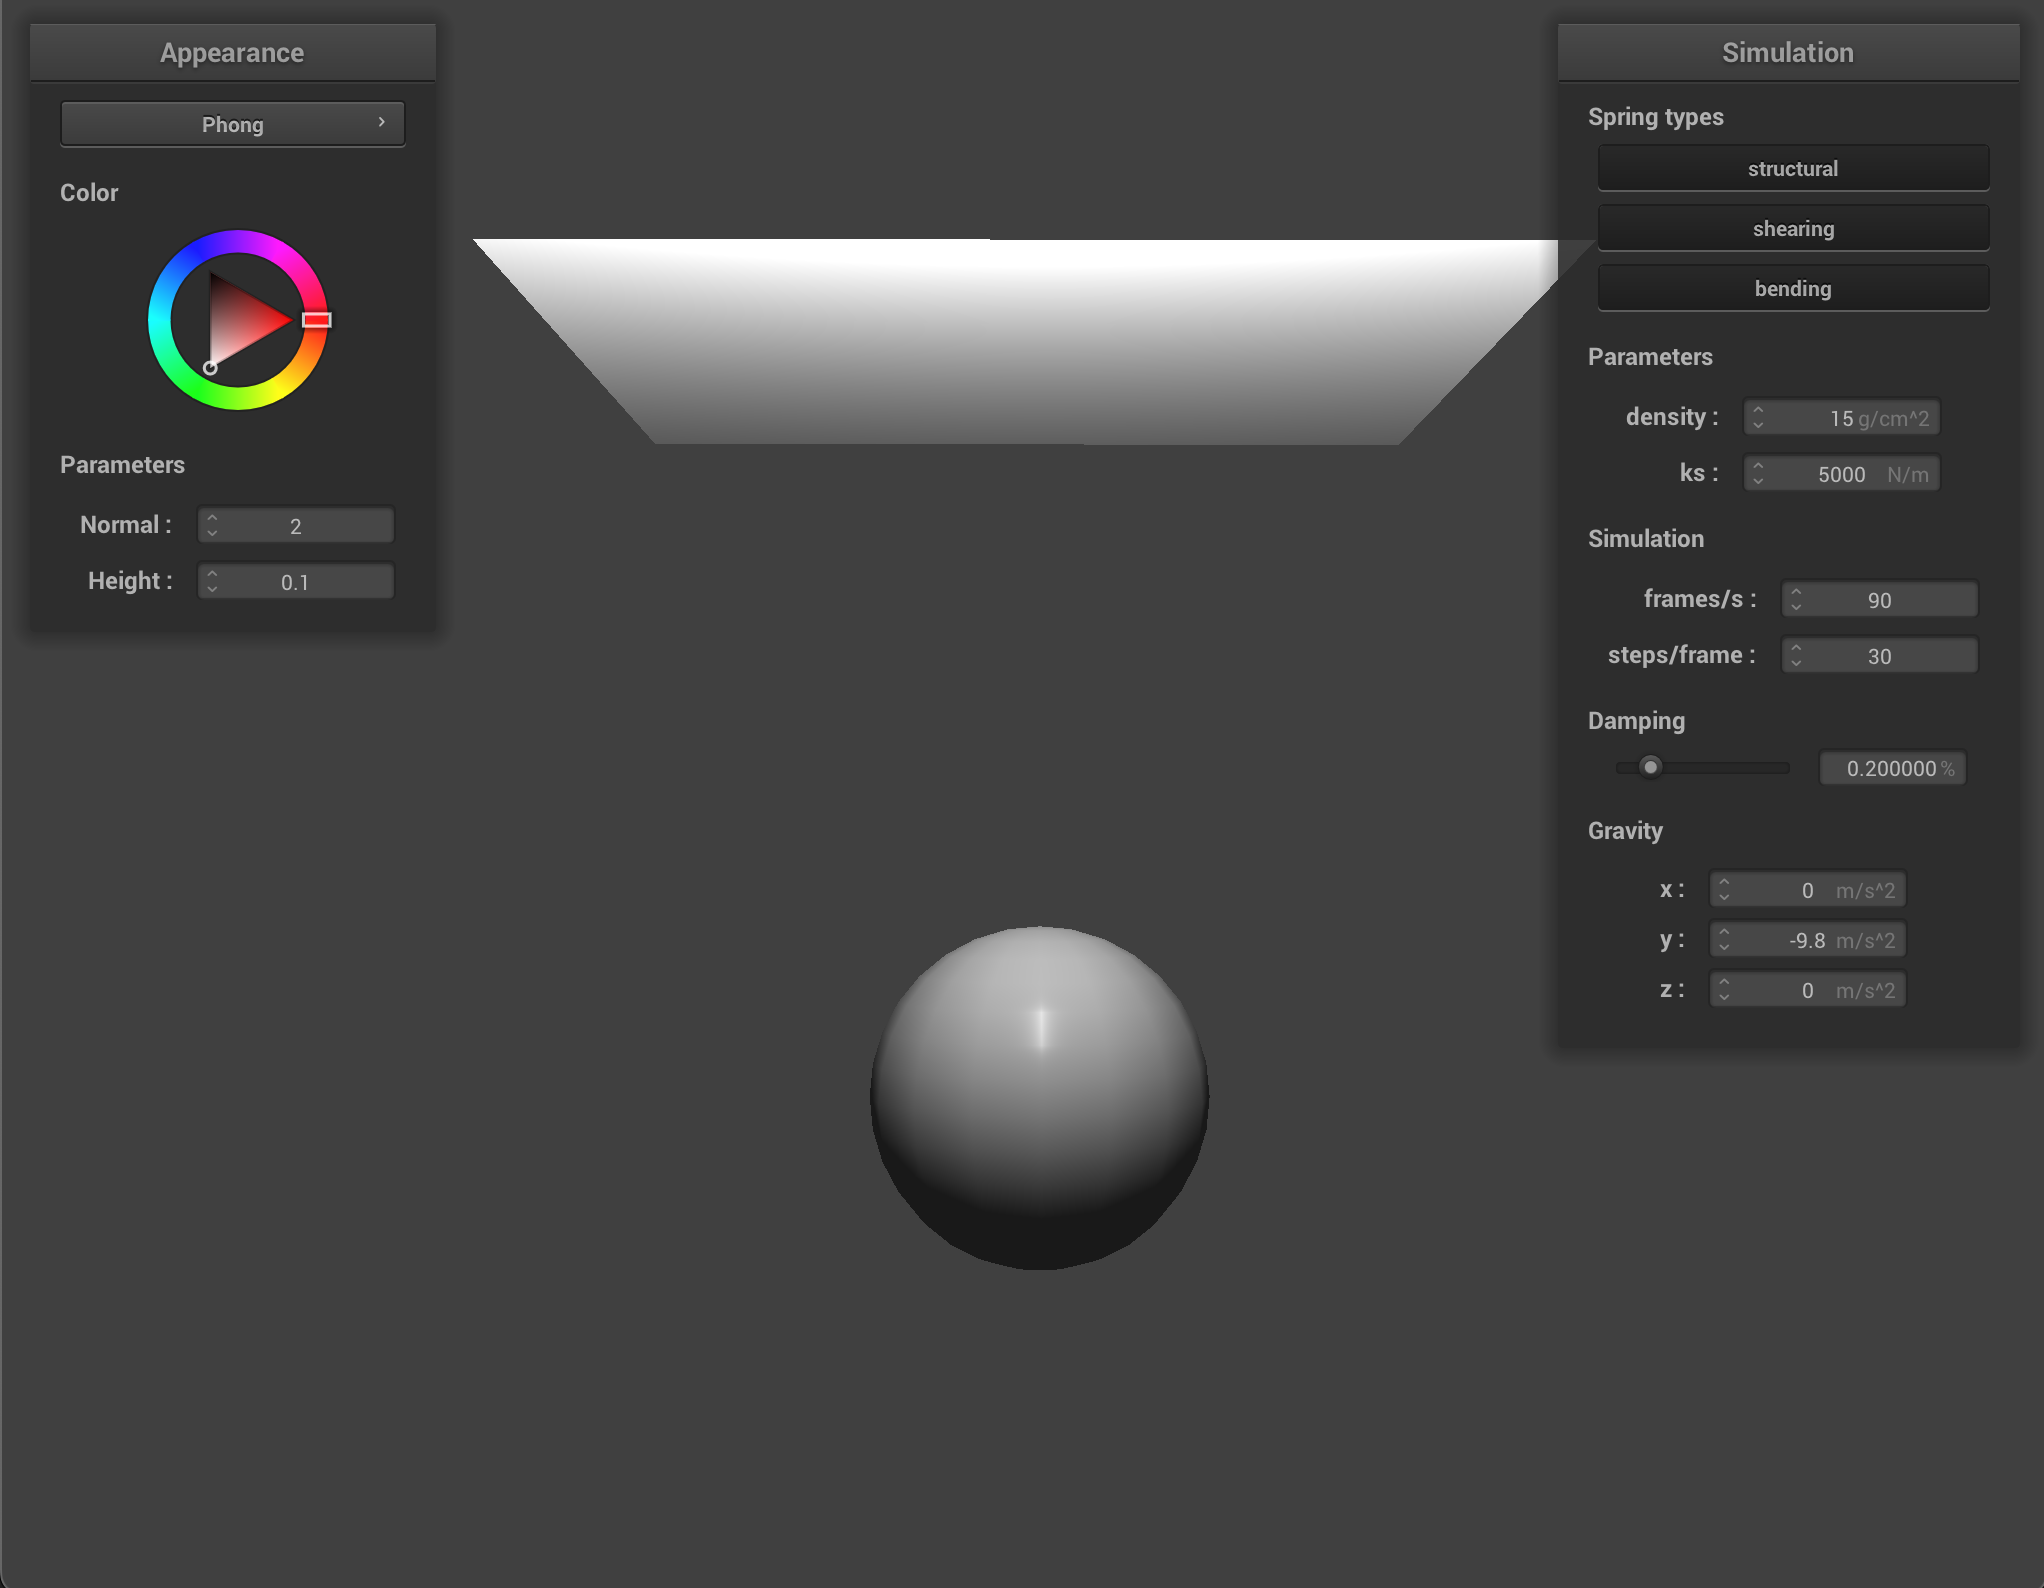 Appearance
Phong
Color
Parameters
Normal : 2
Height : 0.1
Simulation
Spring types
structural
shearing
bending
Parameters
density : 15 g/cm^2
ks : 5000 N/m
Simulation
frames/s : 90
steps/frame : 30
Damping
0.200000 %
Gravity
x : 0 m/s^2
y : -9.8 m/s^2
z : 0 m/s^2